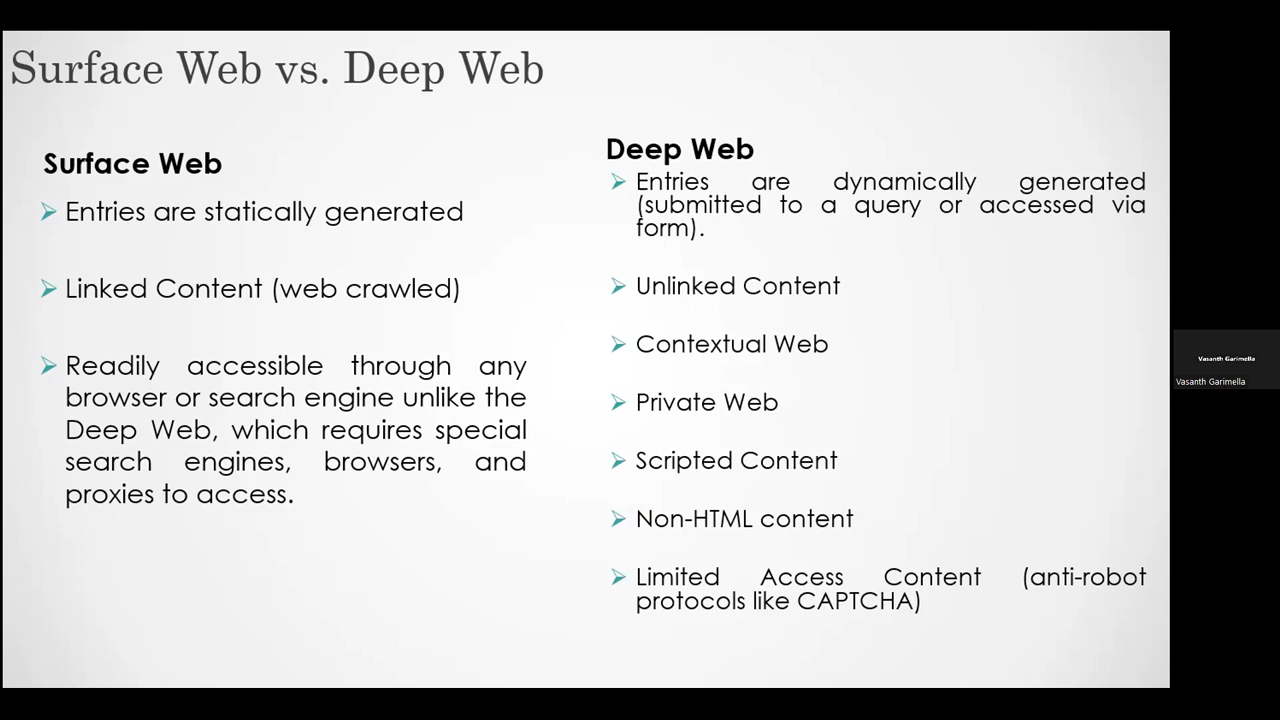 Surface Web vs. Deep Web
Surface Web
Entries are statically generated
Linked Content (web crawled)
Readily accessible through any
browser or search engine unlike the
Deep Web, which requires special
search engines, browsers, and
proxies to access.
Deep Web
Entries are dynamically generated
(submitted to a query or accessed via
form).
Unlinked Content
Contextual Web
Private Web
Scripted Content
Non-HTML content
Limited Access Content (anti-robot
protocols like CAPTCHA)
Vasanth Garimella
Vasanth Garimella